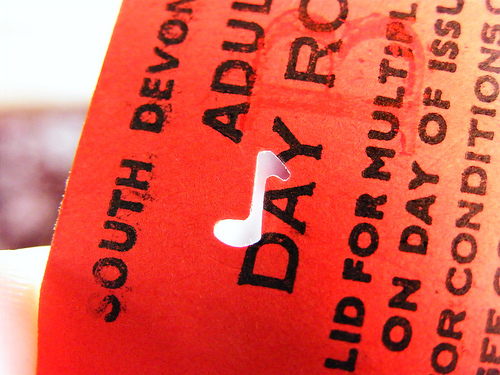 SOUTH DEVON
ADUL
DAY RO
LID FOR MULTIPL
ON DAY OF ISSU
OR CONDITIONS